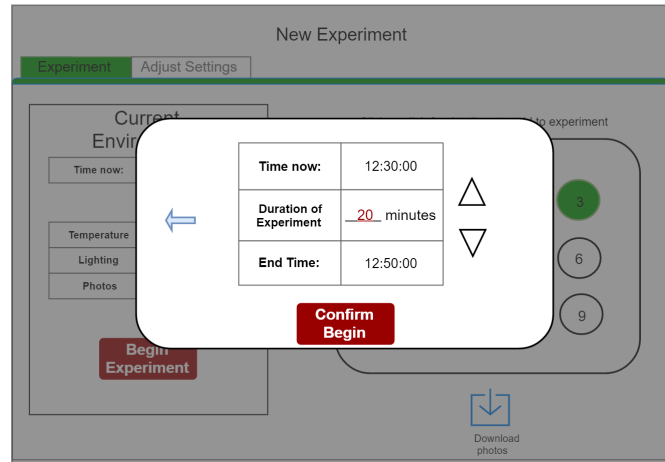 New Experiment
Experiment
Adjust Settings
Current
Time now:
Temperature
Lighting
Photos
Begin
Experiment
Time now:
12:30:00
Duration of
Experiment
20 minutes
End Time:
12:50:00
Confirm
Begin
to experiment
3
6
9
Download
photos